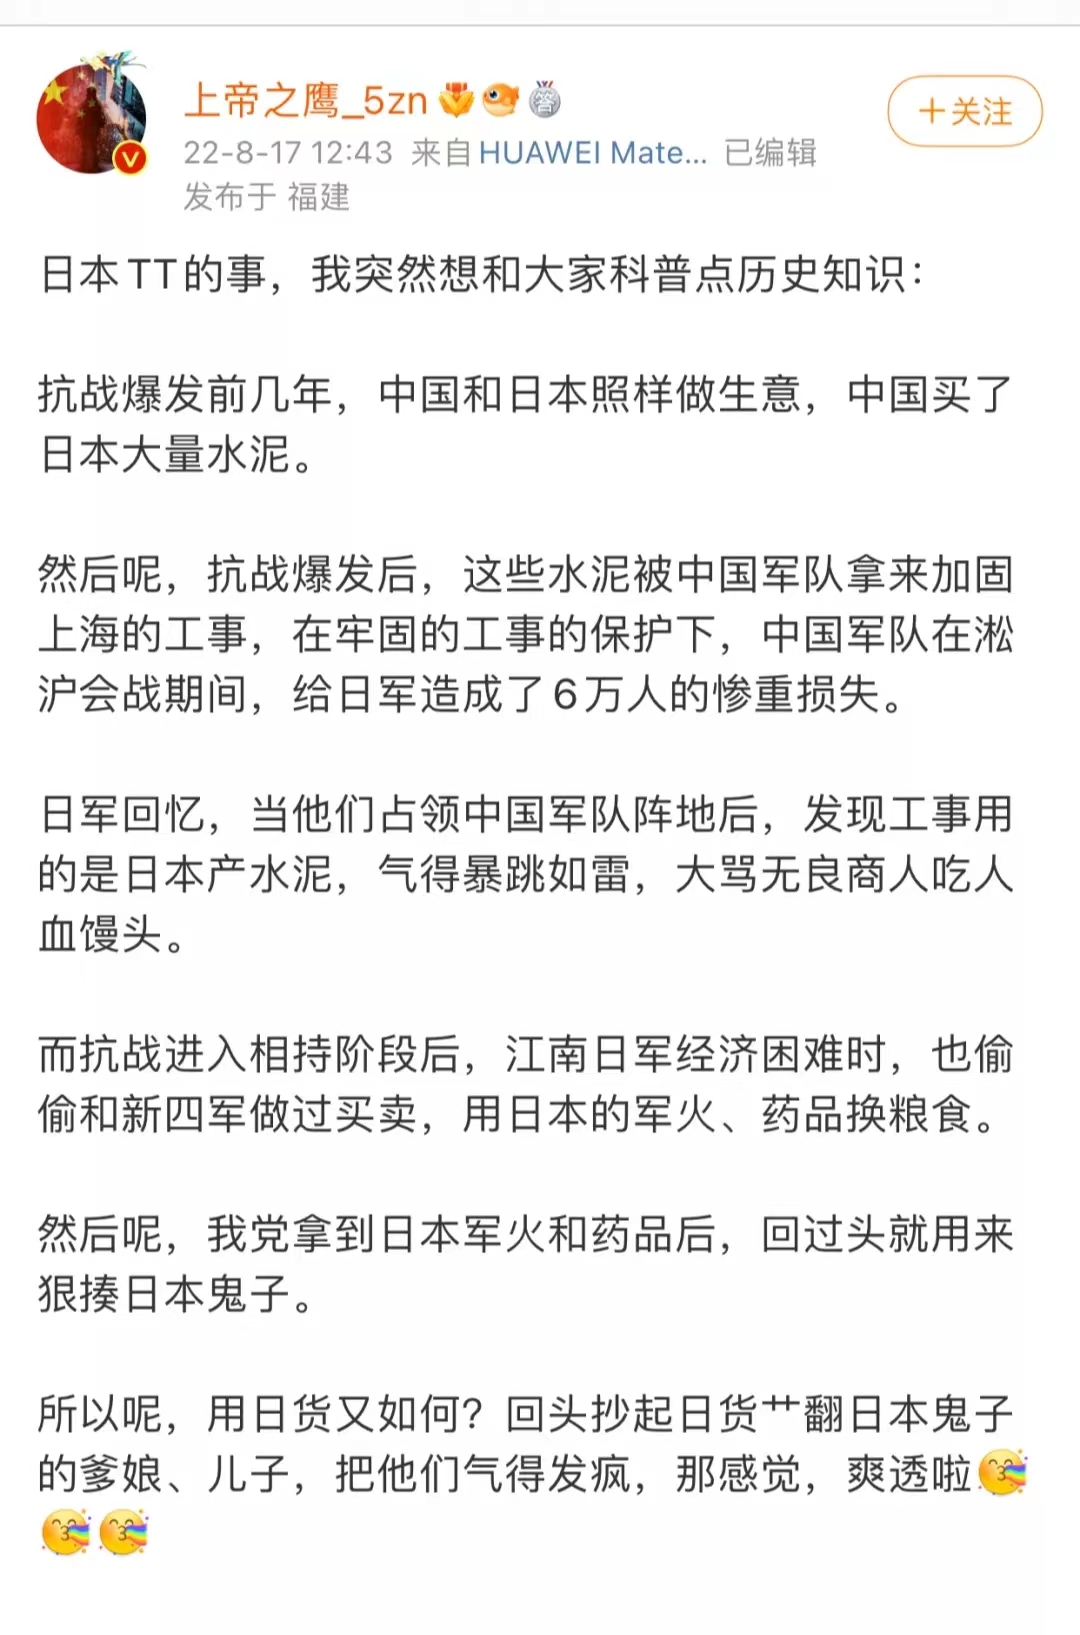 上帝之鹰_5zn
答
V
+关注
22-8-17 12:43 来自 HUAWEI Mate... 已编辑
发布于 福建
日本TT的事，我突然想和大家科普点历史知识：
抗战爆发前几年，中国和日本照样做生意，中国买了
日本大量水泥。
然后呢，抗战爆发后，这些水泥被中国军队拿来加固
上海的工事，在牢固的工事的保护下，中国军队在淞
沪会战期间，给日军造成了6万人的惨重损失。
日军回忆，当他们占领中国军队阵地后，发现工事用
的是日本产水泥，气得暴跳如雷，大骂无良商人吃人
血馒头。
而抗战进入相持阶段后，江南日军经济困难时，也偷
偷和新四军做过买卖，用日本的军火、药品换粮食。
然后呢，我党拿到日本军火和药品后，回过头就用来
狠揍日本鬼子。
所以呢，用日货又如何？回头抄起日货艹翻日本鬼子
的爹娘、儿子，把他们气得发疯，那感觉，爽透啦